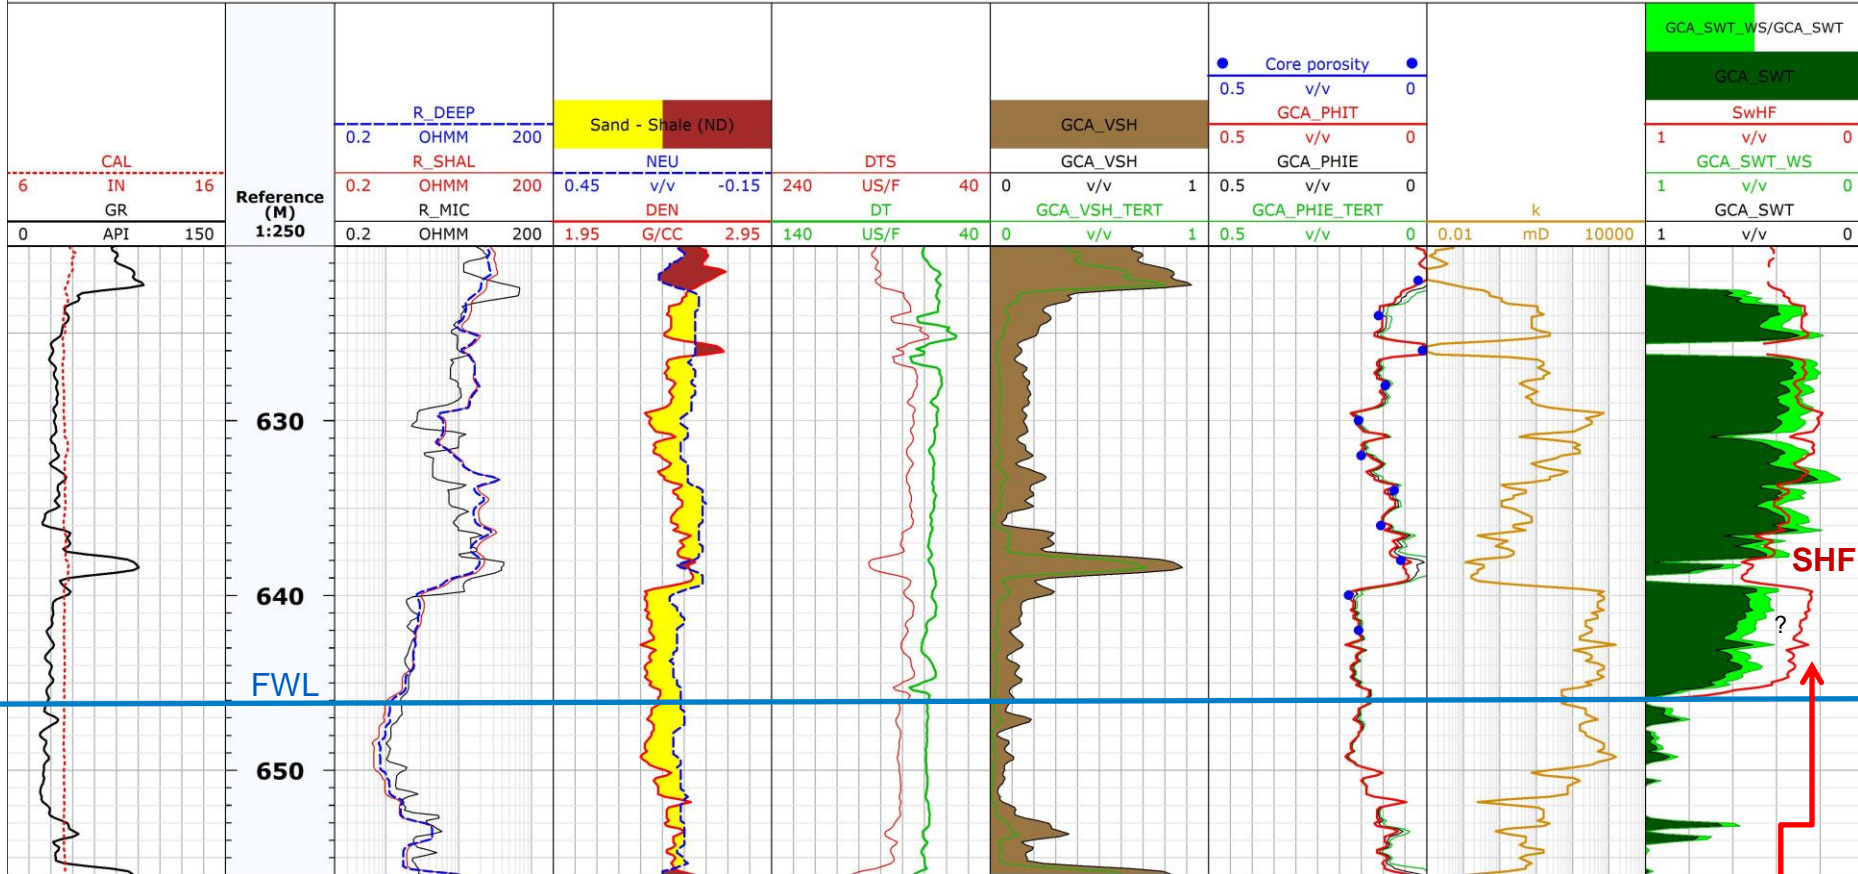 GCA_SWT_WS/GCA_SWT
Core porosity
0.5 v/v 0
GCA_SWT
R_DEEP
0.2 OHMM 200
Sand - Shale (ND)
GCA_VSH
GCA_PHIT
0.5 v/v 0
SwHF
1 v/v 0
CAL
6 IN 16
R_SHAL
0.2 OHMM 200
NEU
0.45 v/v -0.15
DTS
240 US/F 40
GCA_VSH
0 v/v 1
GCA_PHIE
0.5 v/v 0
GCA_SWT_WS
1 v/v 0
Reference
(M)
1:250
GR
0 API 150
R_MIC
0.2 OHMM 200
DEN
1.95 G/CC 2.95
DT
140 US/F 40
GCA_VSH_TERT
0 v/v 1
GCA_PHIE_TERT
0.5 v/v 0
k
0.01 mD 10000
GCA_SWT
1 v/v 0
630
SHF
640
?
FWL
650